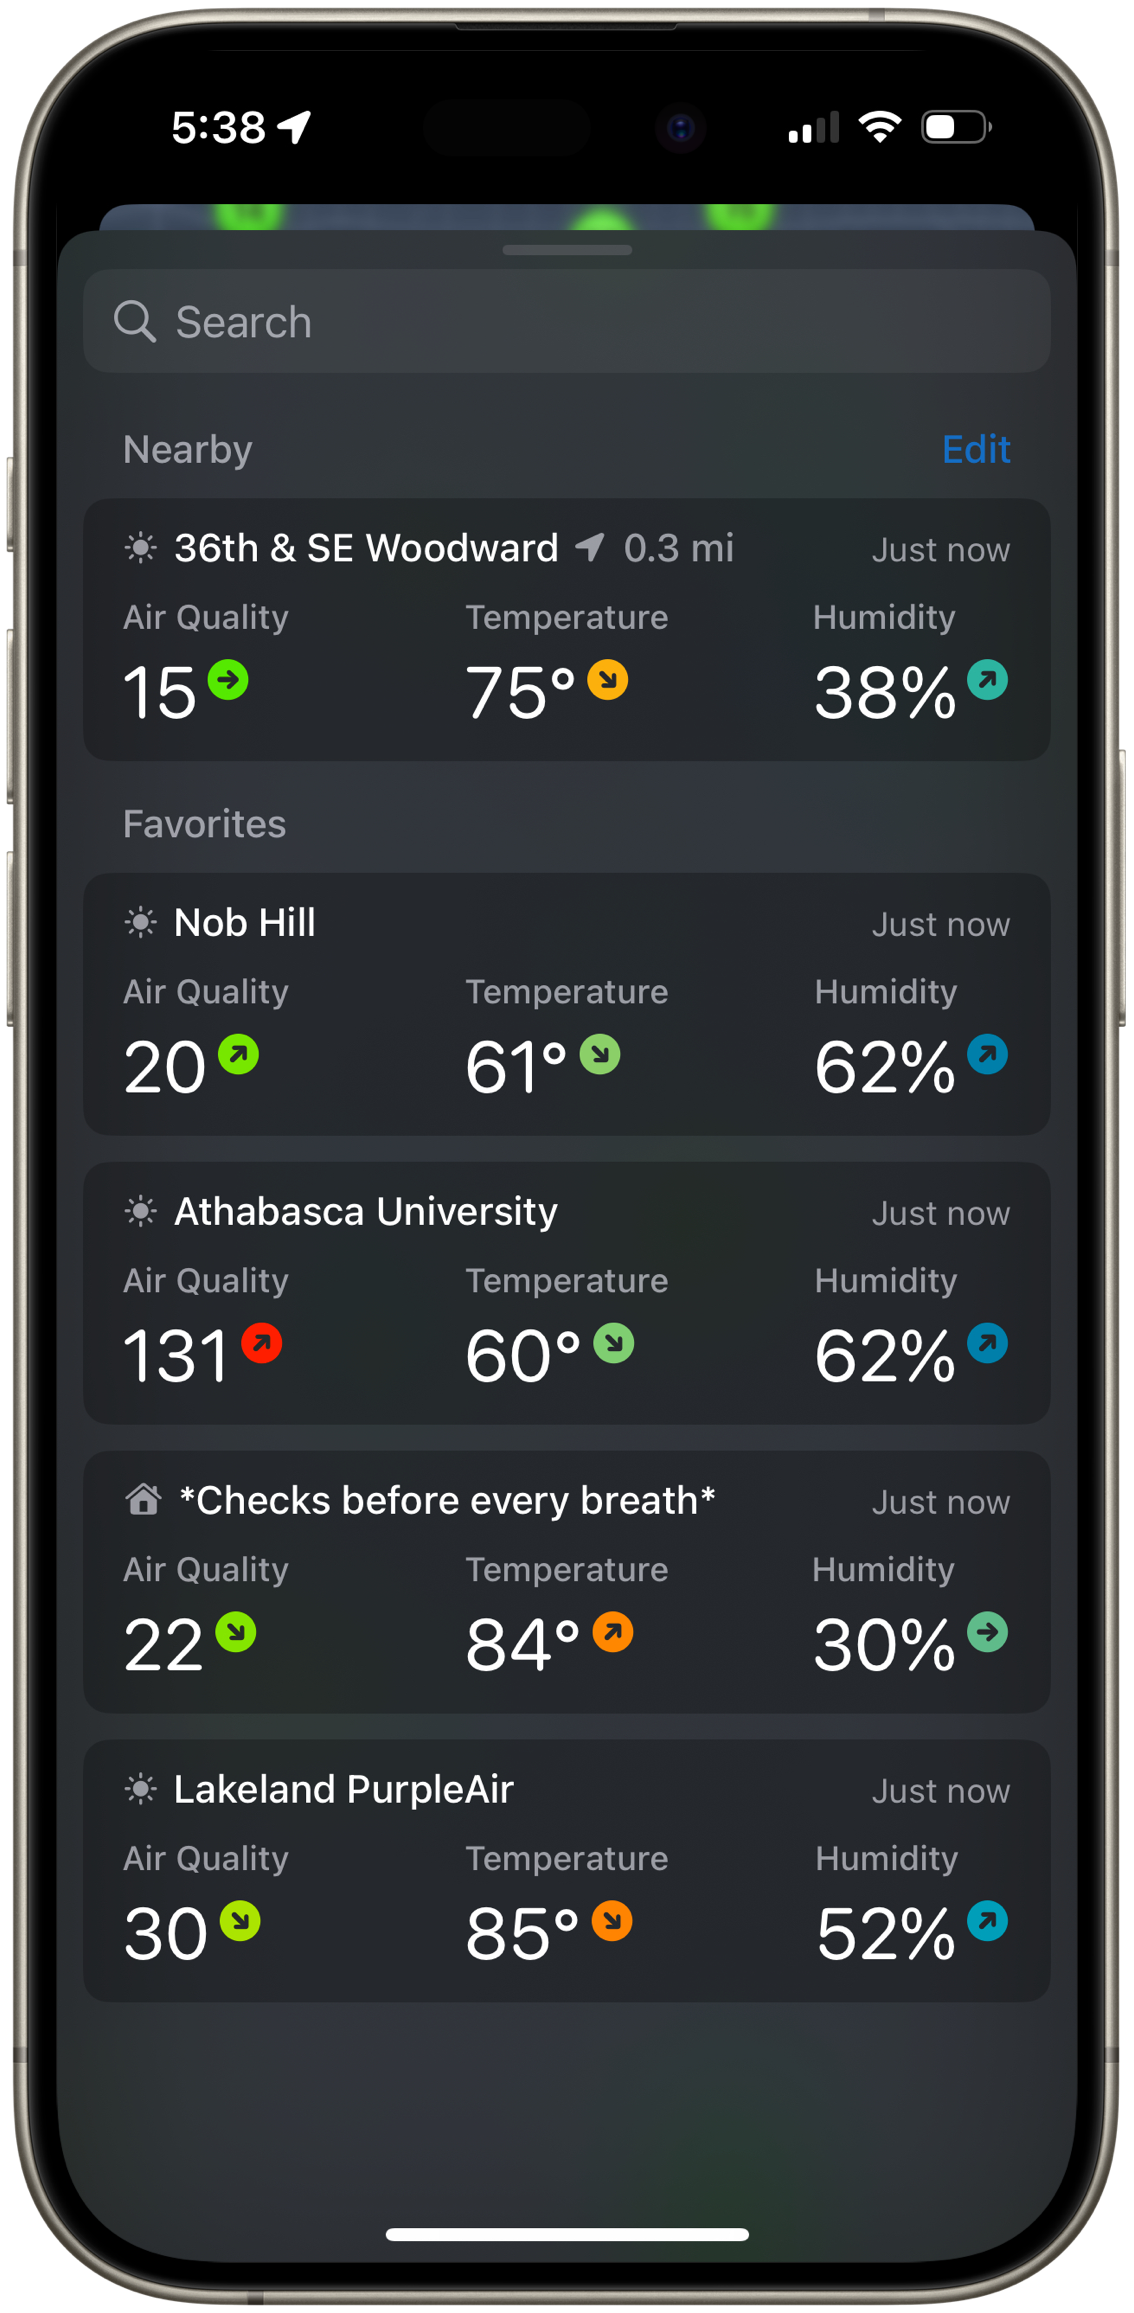 5:38
Search
Nearby Edit
36th & SE Woodward 0.3 mi Just now
Air Quality Temperature Humidity
15 75° 38%
Favorites
Nob Hill Just now
Air Quality Temperature Humidity
20 61° 62%
Athabasca University Just now
Air Quality Temperature Humidity
131 60° 62%
*Checks before every breath* Just now
Air Quality Temperature Humidity
22 84° 30%
Lakeland PurpleAir Just now
Air Quality Temperature Humidity
30 85° 52%